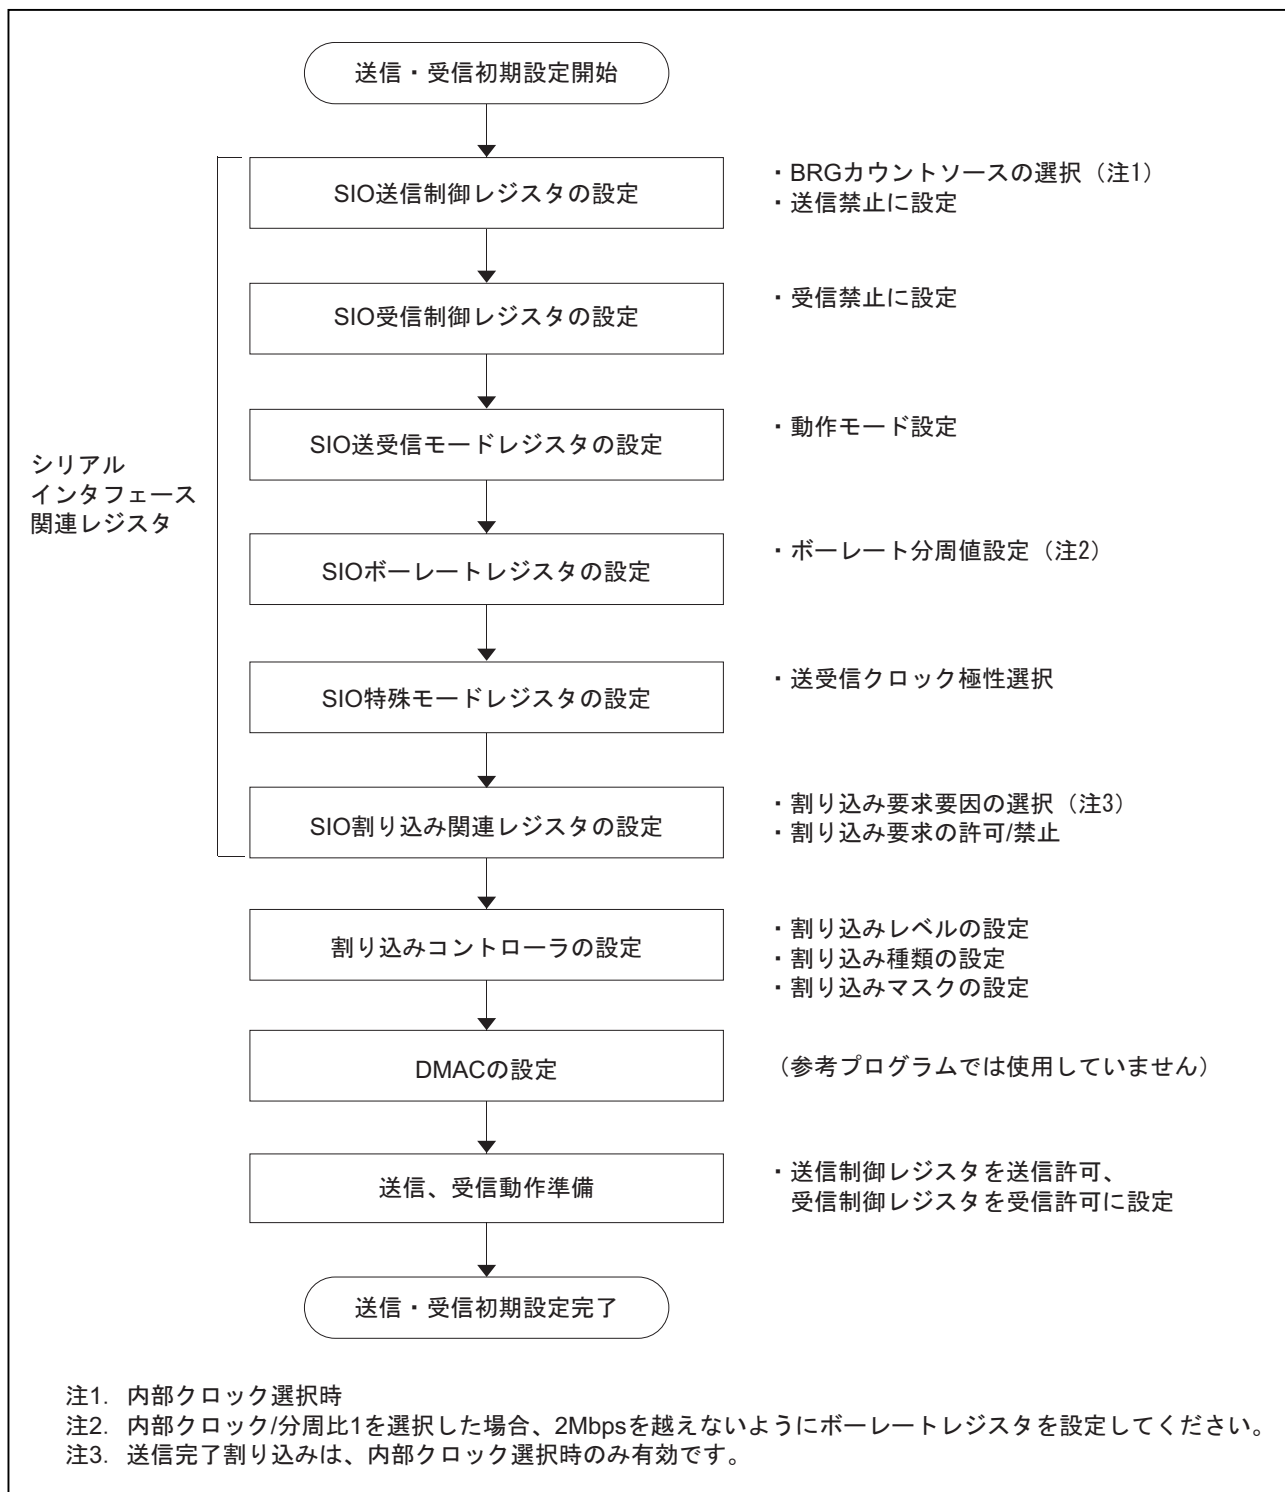 送信・受信初期設定開始
SIO送信制御レジスタの設定
・BRGカウントソースの選択（注1）
・送信禁止に設定
SIO受信制御レジスタの設定
・受信禁止に設定
SIO送受信モードレジスタの設定
・動作モード設定
シリアル
インタフェース
関連レジスタ
SIOボーレートレジスタの設定
・ボーレート分周値設定（注2）
SIO特殊モードレジスタの設定
・送受信クロック極性選択
SIO割り込み関連レジスタの設定
・割り込み要求要因の選択（注3）
・割り込み要求の許可/禁止
割り込みコントローラの設定
・割り込みレベルの設定
・割り込み種類の設定
・割り込みマスクの設定
DMACの設定
（参考プログラムでは使用していません）
送信、受信動作準備
・送信制御レジスタを送信許可、
受信制御レジスタを受信許可に設定
送信・受信初期設定完了
注1. 内部クロック選択時
注2. 内部クロック/分周比1を選択した場合、2Mbpsを越えないようにボーレートレジスタを設定してください。
注3. 送信完了割り込みは、内部クロック選択時のみ有効です。